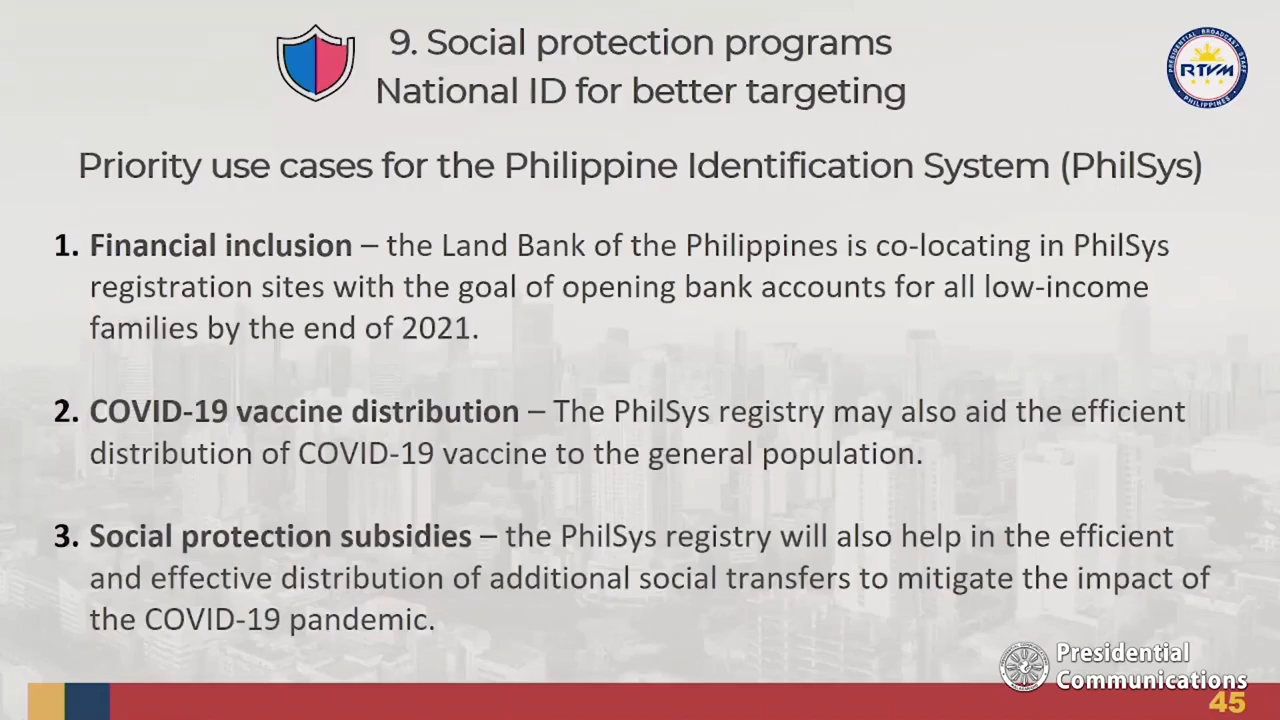 9. Social protection programs
National ID for better targeting
PRESIDENTIAL BROADCAST STAFF
RTVM
PHILIPPINES
Priority use cases for the Philippine Identification System (PhilSys)
1. Financial inclusion – the Land Bank of the Philippines is co-locating in PhilSys
registration sites with the goal of opening bank accounts for all low-income
families by the end of 2021.
2. COVID-19 vaccine distribution – The PhilSys registry may also aid the efficient
distribution of COVID-19 vaccine to the general population.
3. Social protection subsidies – the PhilSys registry will also help in the efficient
and effective distribution of additional social transfers to mitigate the impact of
the COVID-19 pandemic.
Presidential
Communications
45